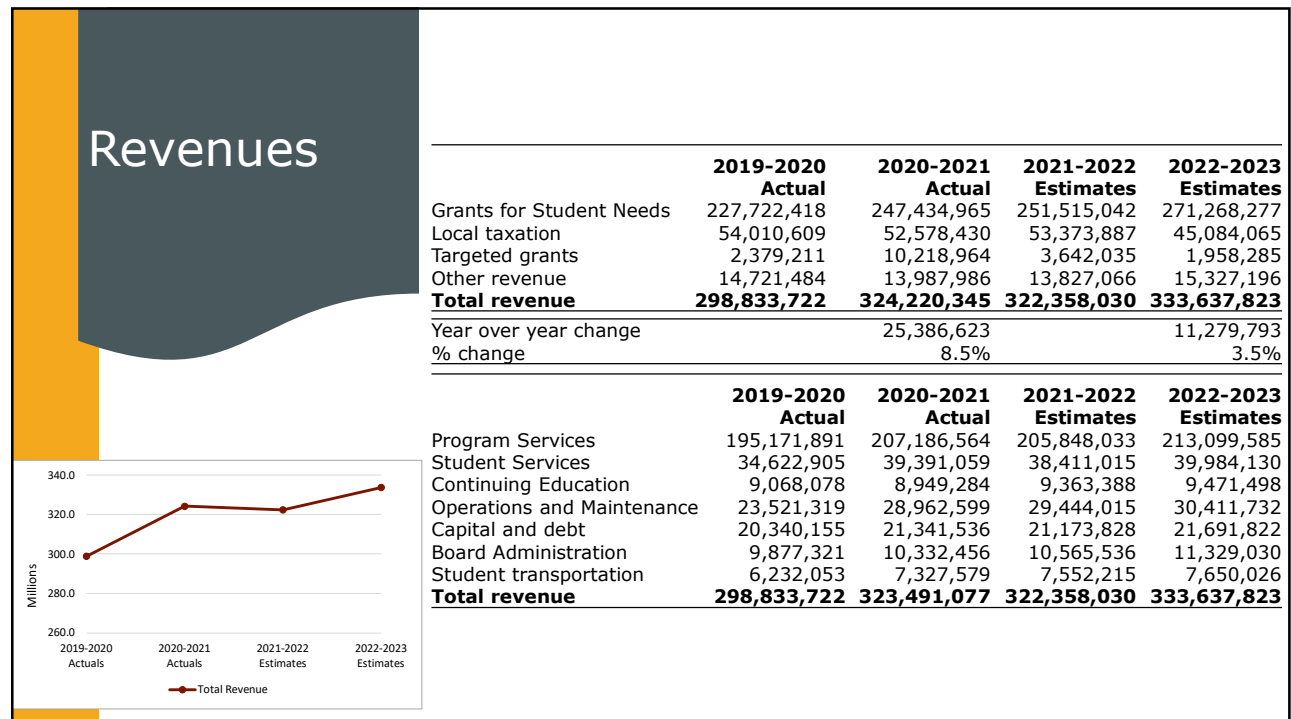 Revenues
2019-2020 2020-2021 2021-2022 2022-2023
Actual Actual Estimates Estimates
Grants for Student Needs 227,722,418 247,434,965 251,515,042 271,268,277
Local taxation 54,010,609 52,578,430 53,373,887 45,084,065
Targeted grants 2,379,211 10,218,964 3,642,035 1,958,285
Other revenue 14,721,484 13,987,986 13,827,066 15,327,196
Total revenue 298,833,722 324,220,345 322,358,030 333,637,823
Year over year change 25,386,623 11,279,793
% change 8.5% 3.5%
2019-2020 2020-2021 2021-2022 2022-2023
Actual Actual Estimates Estimates
Program Services 195,171,891 207,186,564 205,848,033 213,099,585
Student Services 34,622,905 39,391,059 38,411,015 39,984,130
Continuing Education 9,068,078 8,949,284 9,363,388 9,471,498
Operations and Maintenance 23,521,319 28,962,599 29,444,015 30,411,732
Capital and debt 20,340,155 21,341,536 21,173,828 21,691,822
Board Administration 9,877,321 10,332,456 10,565,536 11,329,030
Student transportation 6,232,053 7,327,579 7,552,215 7,650,026
Total revenue 298,833,722 323,491,077 322,358,030 333,637,823
Millions
340.0
320.0
300.0
280.0
260.0
2019-2020 2020-2021 2021-2022 2022-2023
Actuals Actuals Estimates Estimates
Total Revenue